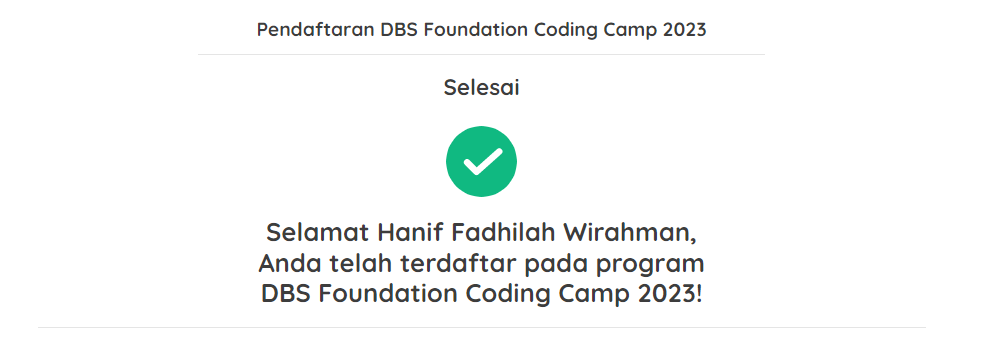 Pendaftaran DBS Foundation Coding Camp 2023
Selesai
Selamat Hanif Fadhilah Wirahman,
Anda telah terdaftar pada program
DBS Foundation Coding Camp 2023!